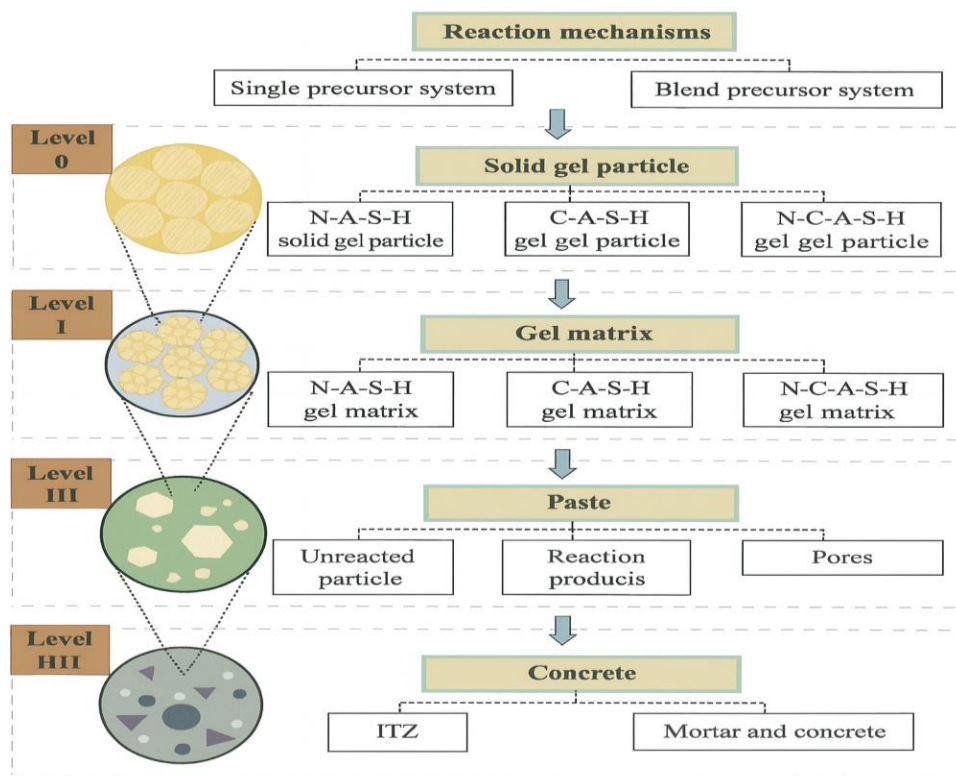 Reaction mechanisms
Single precursor system
Blend precursor system
Level
0
Solid gel particle
N-A-S-H
solid gel particle
C-A-S-H
gel gel particle
N-C-A-S-H
gel gel particle
Level
I
Gel matrix
N-A-S-H
gel matrix
C-A-S-H
gel matrix
N-C-A-S-H
gel matrix
Level
III
Paste
Unreacted
particle
Reaction
producis
Pores
Level
HII
Concrete
ITZ
Mortar and concrete